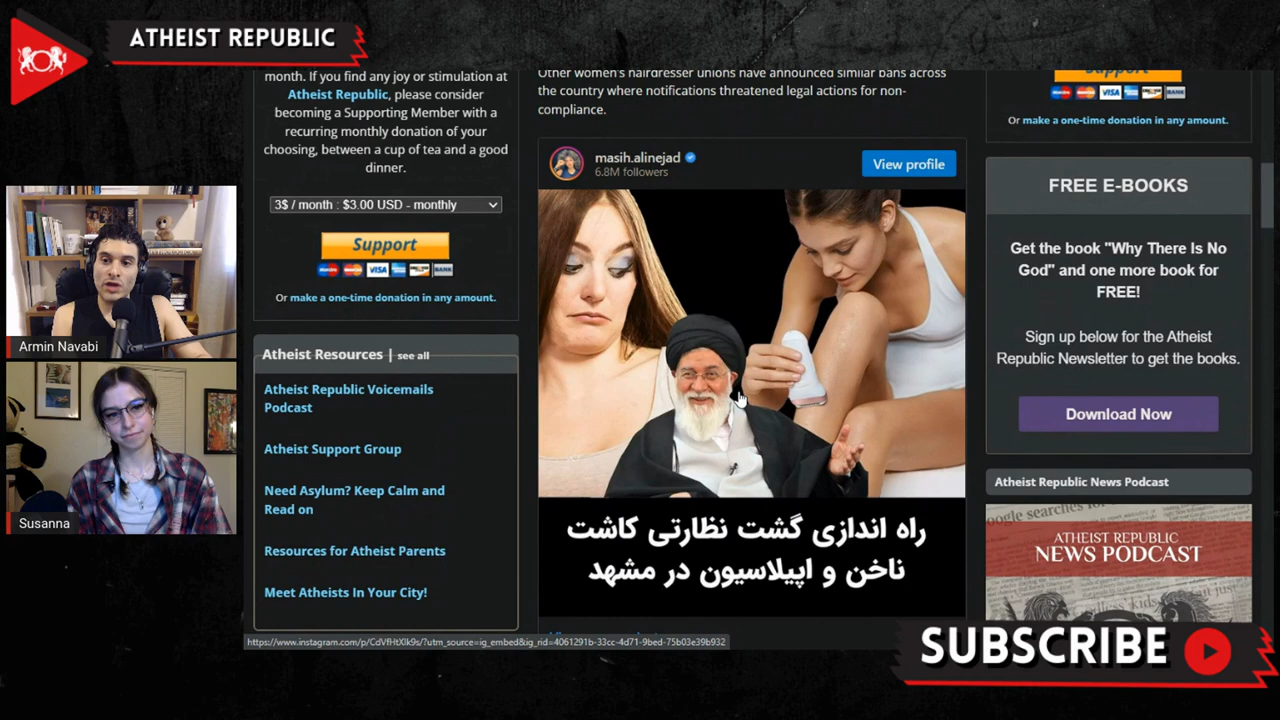 ATHEIST REPUBLIC
month. If you find any joy or stimulation at
Atheist Republic, please consider
becoming a Supporting Member with a
recurring monthly donation of your
choosing, between a cup of tea and a good
dinner.
3$ / month : $3.00 USD - monthly
Support
VISA
BANK
Or make a one-time donation in any amount.
Atheist Resources | see all
Atheist Republic Voicemails
Podcast
Atheist Support Group
Need Asylum? Keep Calm and
Read on
Resources for Atheist Parents
Meet Atheists In Your City!
Other women's hairdresser unions have announced similar bans across
the country where notifications threatened legal actions for non-
compliance.
masih.alinejad
6.8M followers
View profile
راه اندازی گشت نظارتی کاشت
ناخن و اپیلاسیون در مشهد
Support
VISA
BANK
Or make a one-time donation in any amount.
FREE E-BOOKS
Get the book "Why There Is No
God" and one more book for
FREE!
Sign up below for the Atheist
Republic Newsletter to get the books.
Download Now
Atheist Republic News Podcast
ATHEIST REPUBLIC
NEWS PODCAST
Armin Navabi
Susanna
SUBSCRIBE